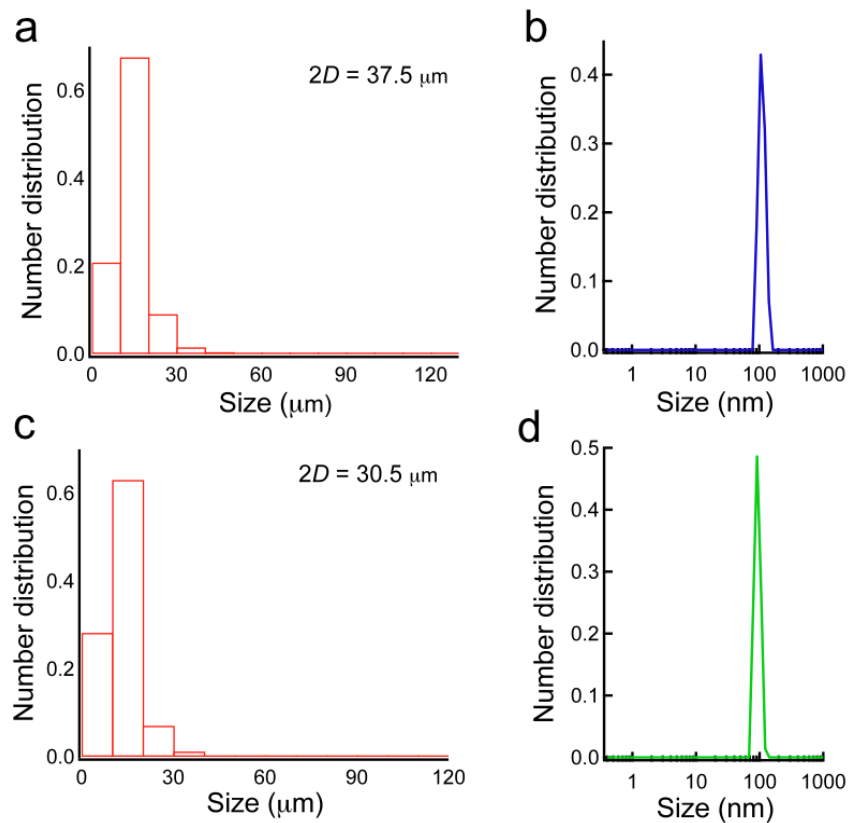 a
2D = 37.5 μm
Number distribution
0.6
0.4
0.2
0.0
0 30 60 90 120
Size (μm)
b
Number distribution
0.4
0.3
0.2
0.1
0.0
1 10 100 1000
Size (nm)
c
2D = 30.5 μm
Number distribution
0.6
0.4
0.2
0.0
0 30 60 90 120
Size (μm)
d
Number distribution
0.5
0.4
0.3
0.2
0.1
0.0
1 10 100 1000
Size (nm)